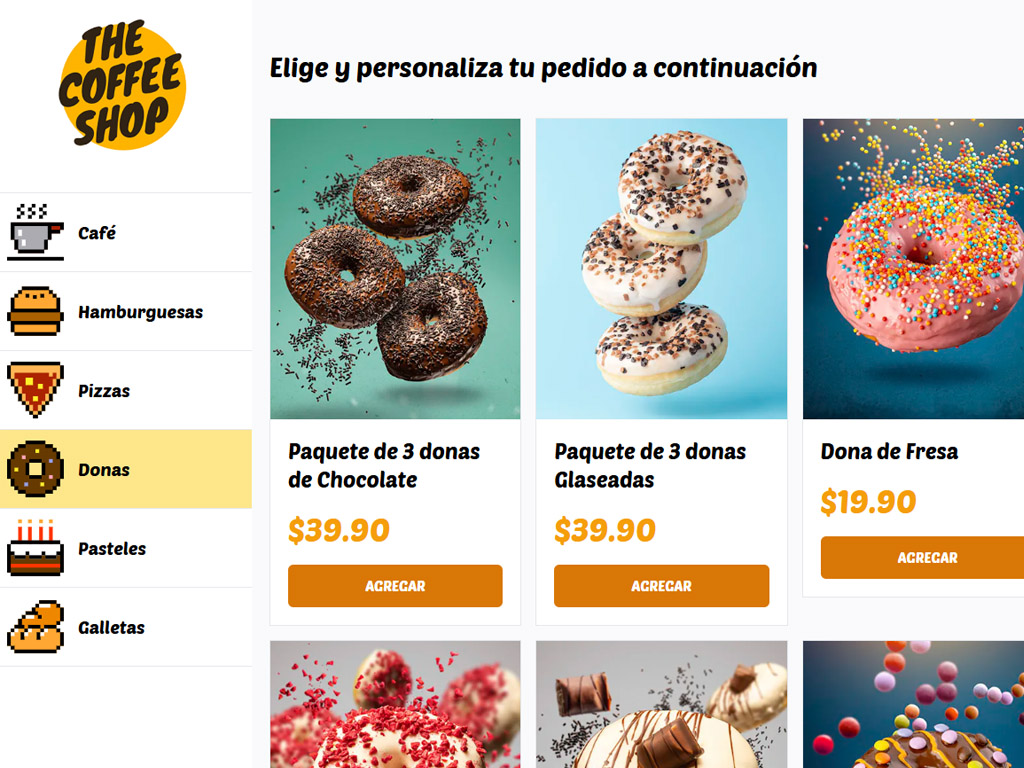 THE
COFFEE
SHOP
Café
Hamburguesas
Pizzas
Donas
Pasteles
Galletas
Elige y personaliza tu pedido a continuación
Paquete de 3 donas
de Chocolate
$39.90
AGREGAR
Paquete de 3 donas
Glaseadas
$39.90
AGREGAR
Dona de Fresa
$19.90
AGREGAR